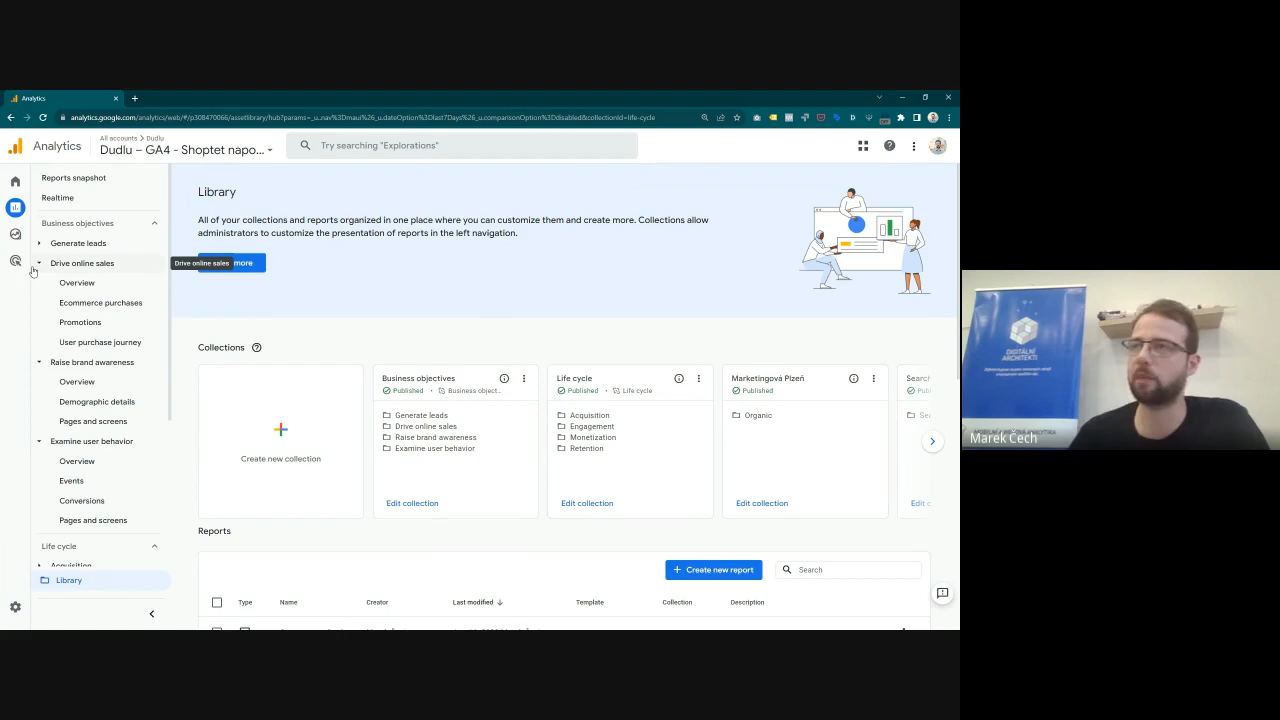 Analytics
analytics.google.com/analytics/web/#/p308470066/assetlibrary/hub?params=_u..nav%3Dmaui%26_u.dateOption%3Dlast7Days%26_u.comparisonOption%3Ddisabled&collectionId=life-cycle
Analytics
All accounts > Dudlu
Dudlu – GA4 - Shoptet napo...
Try searching "Explorations"
Reports snapshot
Realtime
Business objectives
Generate leads
Drive online sales
Overview
Ecommerce purchases
Promotions
User purchase journey
Raise brand awareness
Overview
Demographic details
Pages and screens
Examine user behavior
Overview
Events
Conversions
Pages and screens
Life cycle
Acquisition
Library
Library
All of your collections and reports organized in one place where you can customize them and create more. Collections allow
administrators to customize the presentation of reports in the left navigation.
Drive online sales
more
Collections
Create new collection
Business objectives
Published • Business object...
Generate leads
Drive online sales
Raise brand awareness
Examine user behavior
Edit collection
Life cycle
Published • Life cycle
Acquisition
Engagement
Monetization
Retention
Edit collection
Marketingová Plzeň
Published
Organic
Edit collection
Search
Reports
Create new report
Search
Type Name Creator Last modified Template Collection Description
DIGITÁLNÍ
ARCHITEKTI
Marek Čech